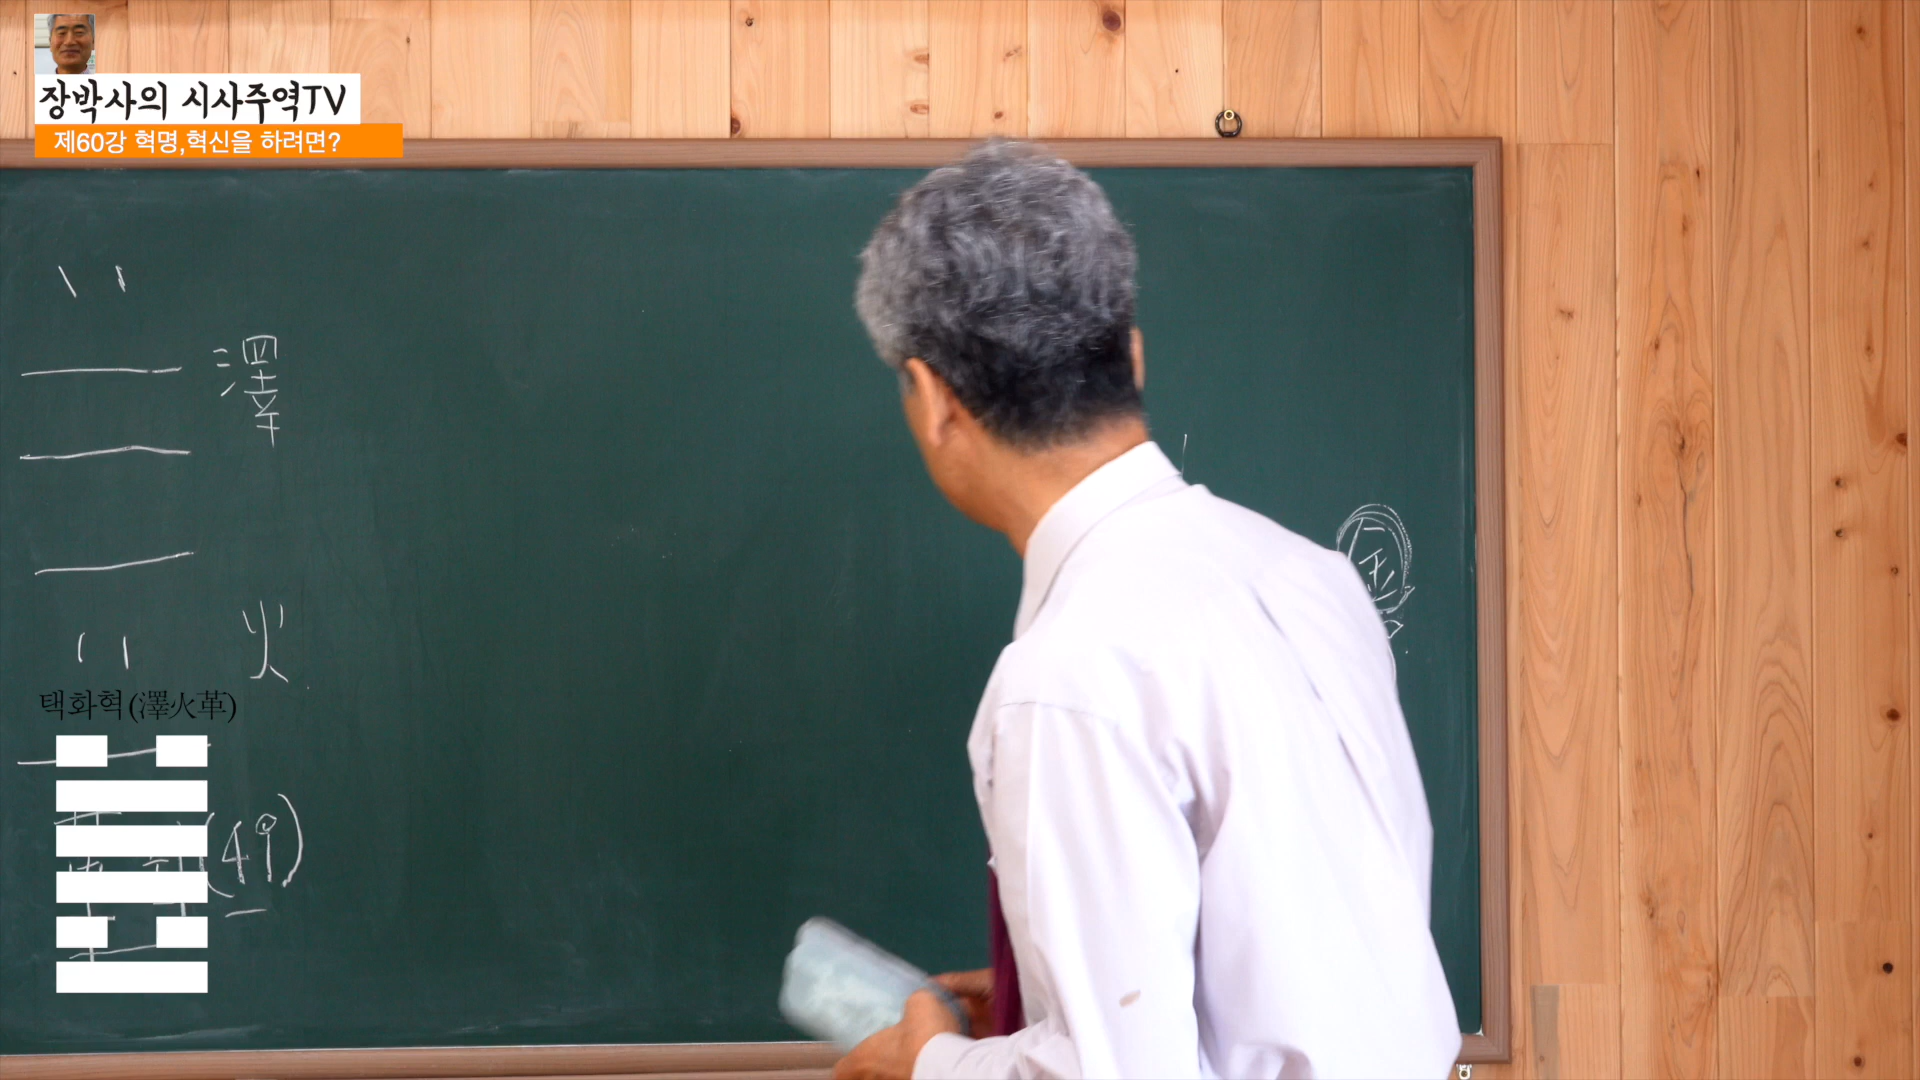 장박사의 시사주역TV
제60강 혁명,혁신을 하려면?
澤
金
火
택화혁(澤火革)
(49)